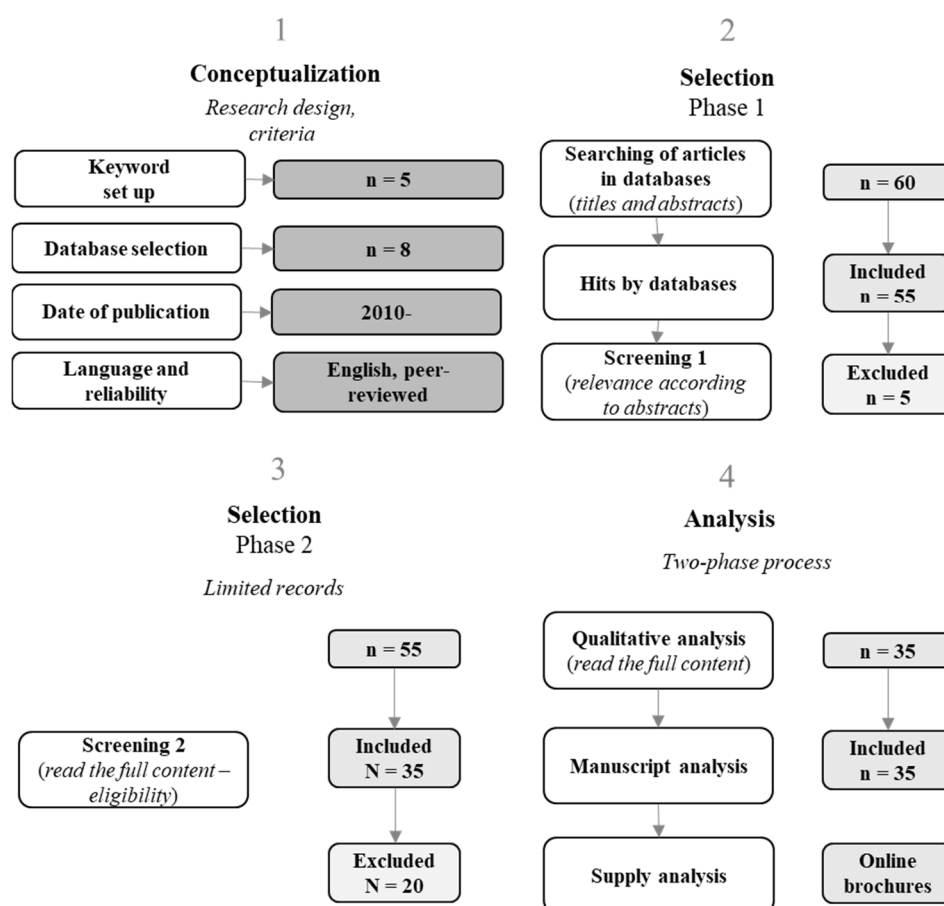 1
Conceptualization
Research design,
criteria
Keyword
set up
n = 5
Database selection
n = 8
Date of publication
2010-
Language and
reliability
English, peer-
reviewed
2
Selection
Phase 1
Searching of articles
in databases
(titles and abstracts)
Hits by databases
Screening 1
(relevance according
to abstracts)
n = 60
Included
n = 55
Excluded
n = 5
3
Selection
Phase 2
Limited records
Screening 2
(read the full content –
eligibility)
n = 55
Included
N = 35
Excluded
N = 20
4
Analysis
Two-phase process
Qualitative analysis
(read the full content)
Manuscript analysis
Supply analysis
n = 35
Included
n = 35
Online
brochures